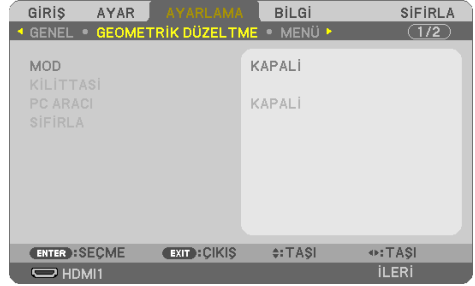 GİRİŞ AYAR AYARLAMA BİLGİ SIFIRLA
GENEL • GEOMETRİK DÜZELTME • MENÜ (1/2)
MOD KAPALI
KİLİTTASI
PC ARACI KAPALI
SIFIRLA
ENTER :SEÇME EXIT :ÇIKIŞ :TAŞI :TAŞI
HDMI1 İLERİ